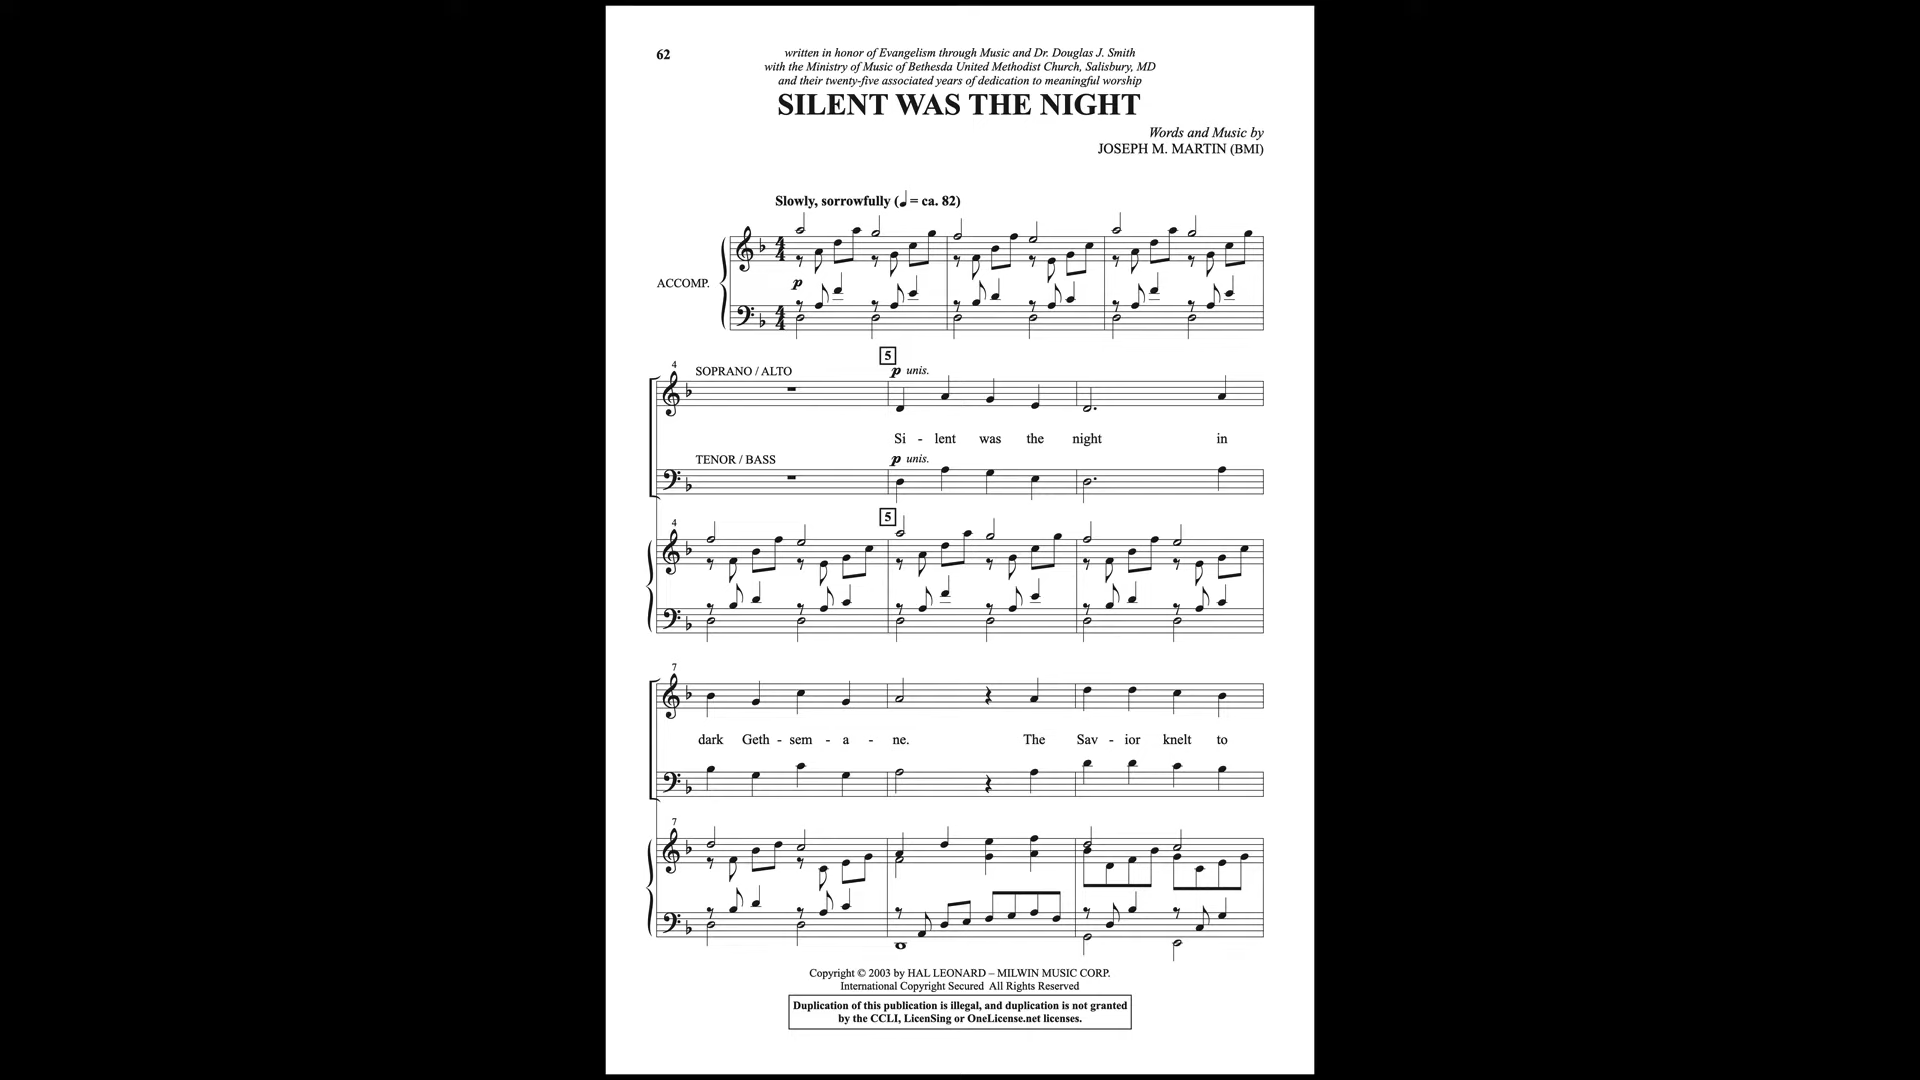 62
written in honor of Evangelism through Music and Dr. Douglas J. Smith
with the Ministry of Music of Bethesda United Methodist Church, Salisbury, MD
and their twenty-five associated years of dedication to meaningful worship
SILENT WAS THE NIGHT
Words and Music by
JOSEPH M. MARTIN (BMI)
Slowly, sorrowfully (♩ = ca. 82)
ACCOMP.
p
5
4
SOPRANO / ALTO
p unis.
Si - lent was the night in
TENOR / BASS
p unis.
5
4
7
dark Geth - sem - a - ne. The Sav - ior knelt to
7
Copyright © 2003 by HAL LEONARD – MILWIN MUSIC CORP.
International Copyright Secured All Rights Reserved
Duplication of this publication is illegal, and duplication is not granted
by the CCLI, LicenSing or OneLicense.net licenses.